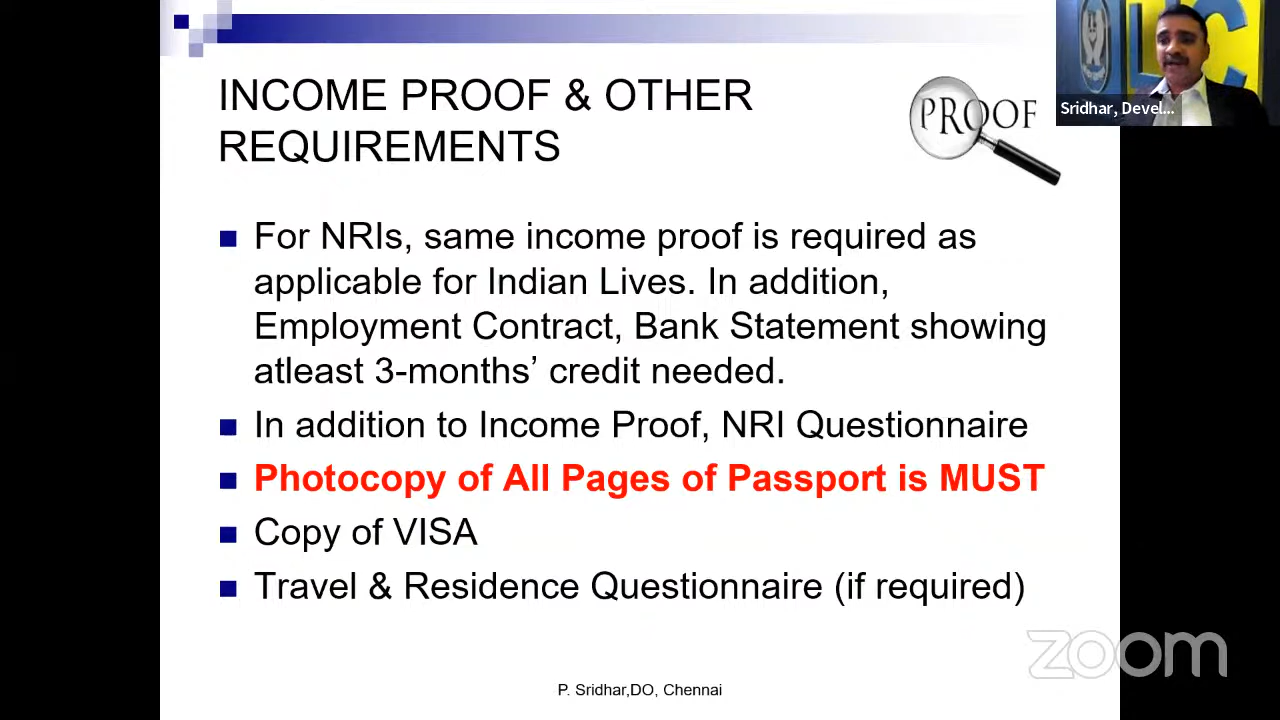 INCOME PROOF & OTHER
REQUIREMENTS
PROOF
LC
Sridhar, Devel...
For NRIs, same income proof is required as
applicable for Indian Lives. In addition,
Employment Contract, Bank Statement showing
atleast 3-months’ credit needed.
In addition to Income Proof, NRI Questionnaire
Photocopy of All Pages of Passport is MUST
Copy of VISA
Travel & Residence Questionnaire (if required)
zoom
P. Sridhar,DO, Chennai